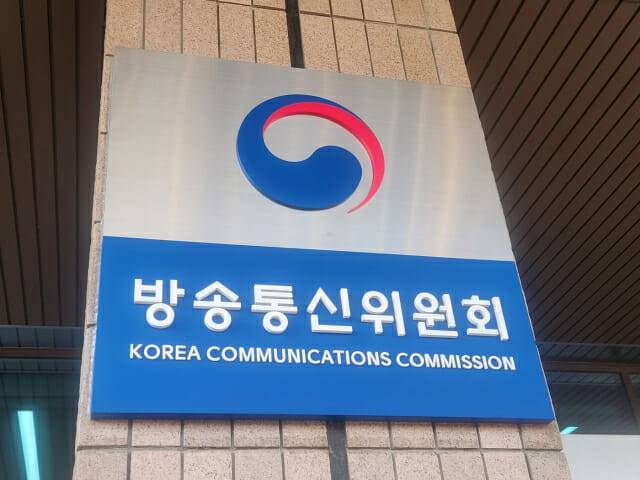 방송통신위원회
KOREA COMMUNICATIONS COMMISSION